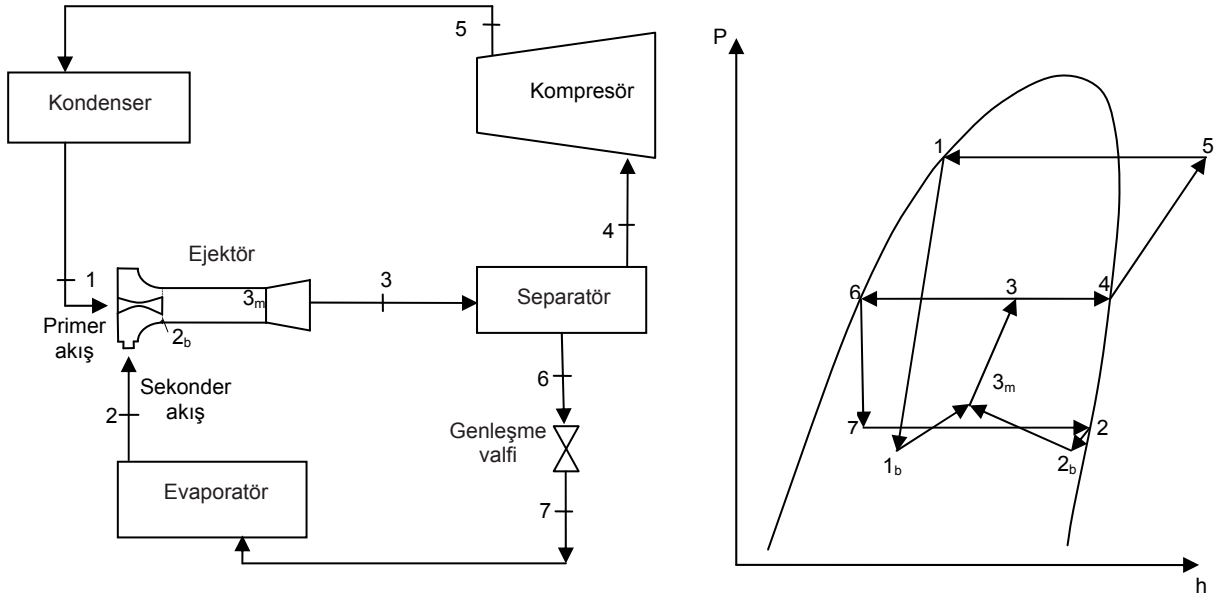 5
Kondenser
Kompresör
1
Ejektör
4
3
3m
Separatör
Primer
akış
2b
6
Sekonder
akış
2
Genleşme
valfi
Evaporatör
7
P
1
5
6
3
4
3m
7
2
1b
2b
h